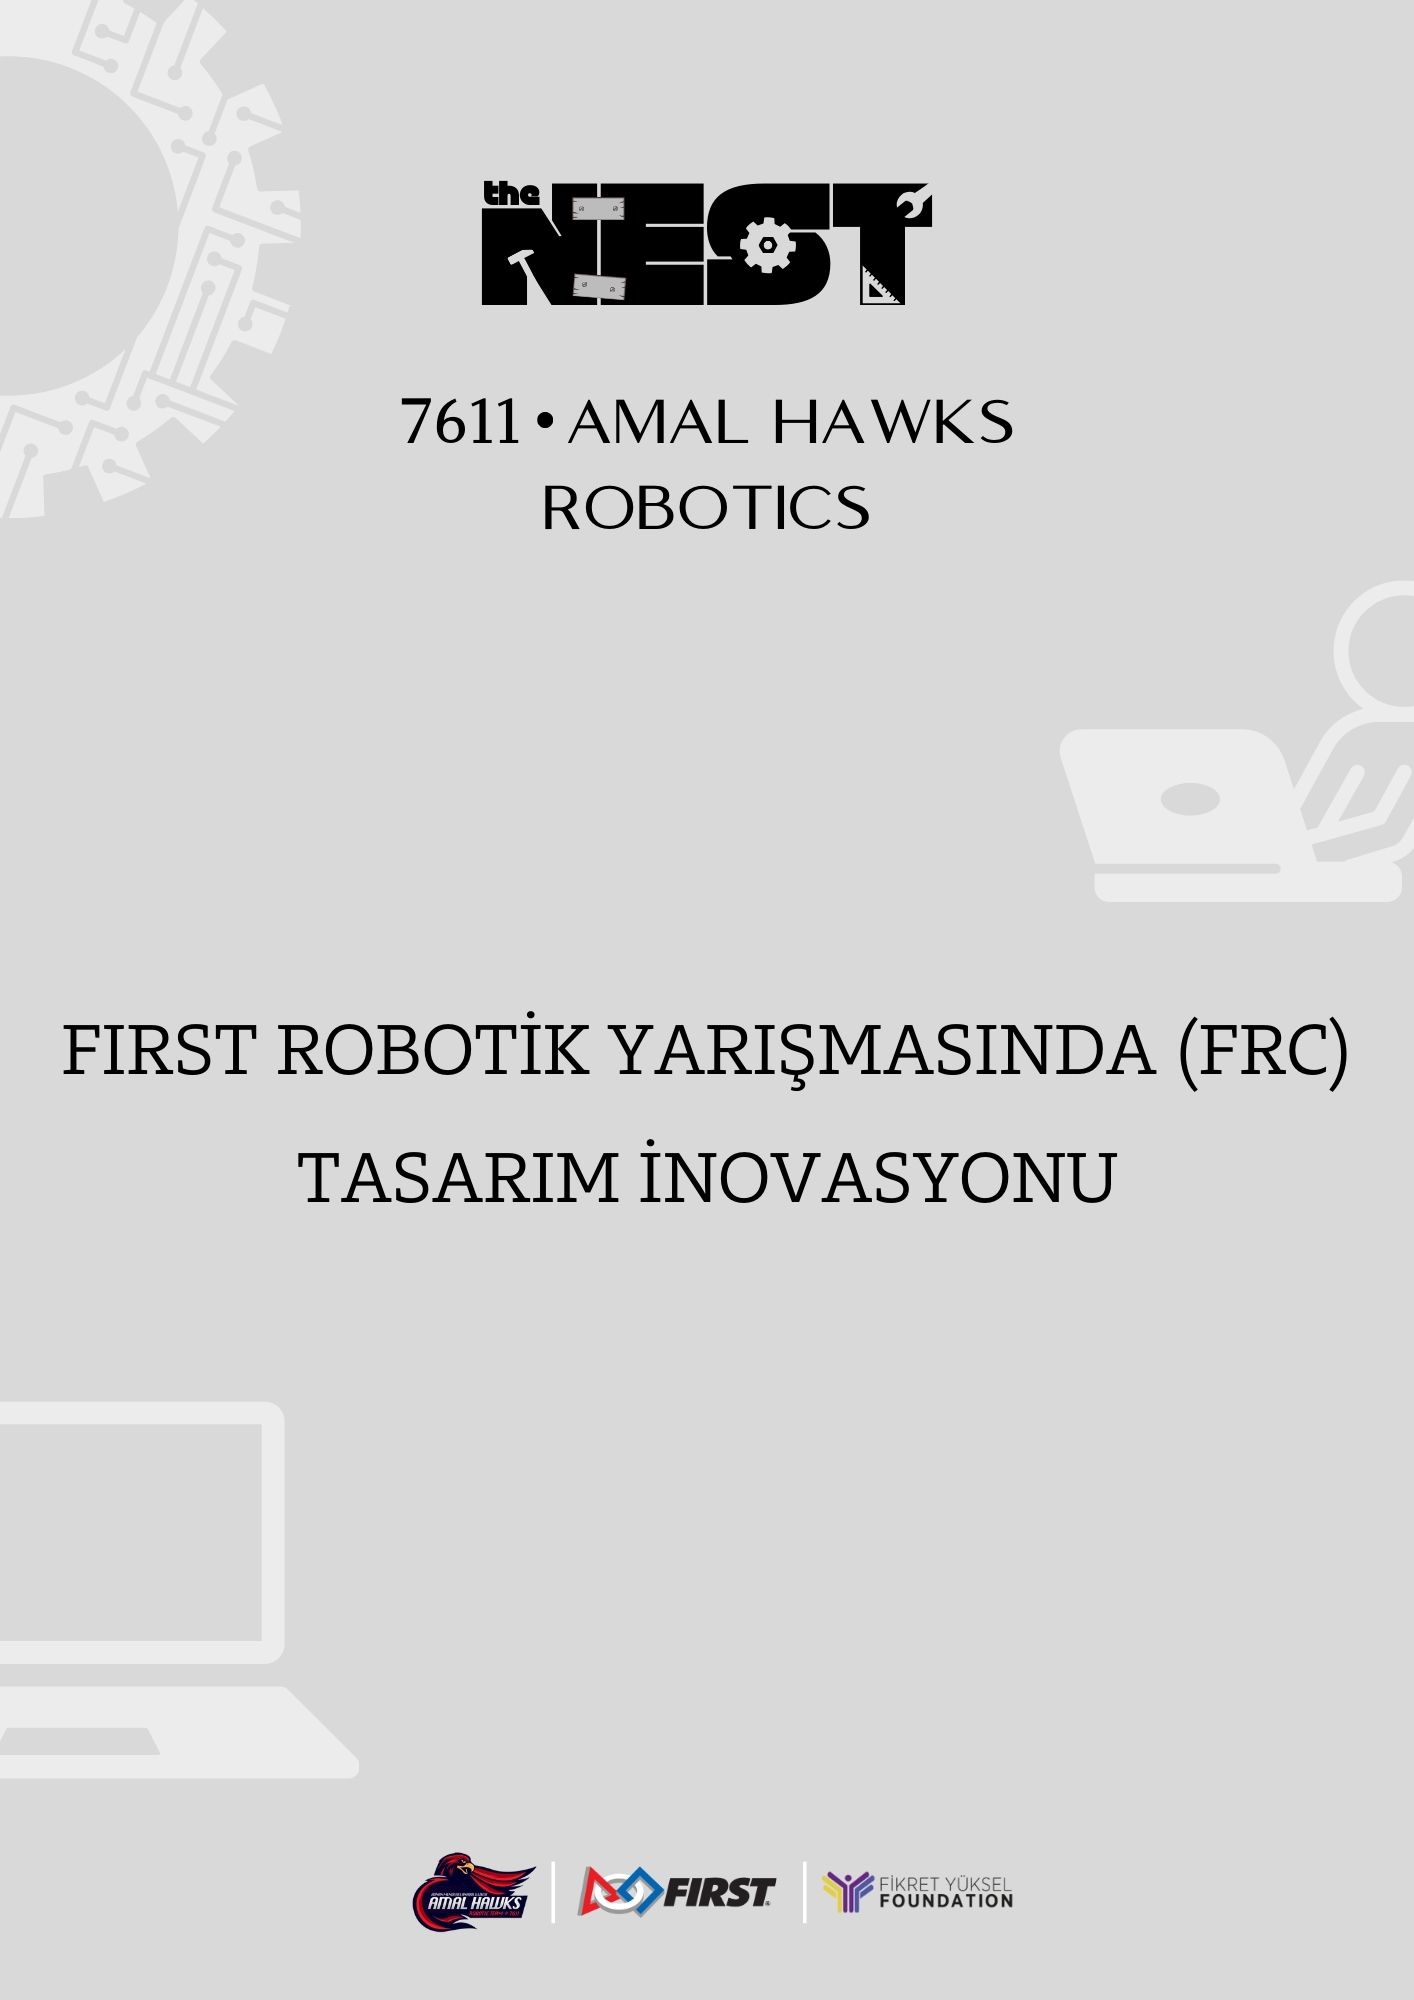 the
NEST
7611 • AMAL HAWKS
ROBOTICS
FIRST ROBOTİK YARIŞMASINDA (FRC)
TASARIM İNOVASYONU
AMAL HAWKS
FIRST
FİKRET YÜKSEL
FOUNDATION